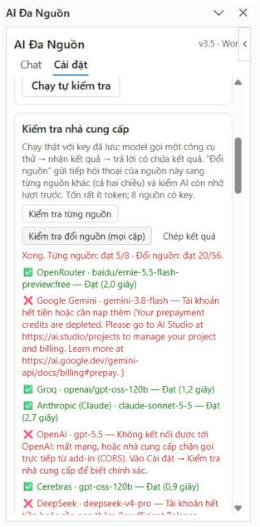 AI Đa Nguồn
AI Đa Nguồn
v3.5 · Wor
Chat Cài đặt
Chạy tự kiểm tra
Kiểm tra nhà cung cấp
Chạy thật với key đã lưu: model gọi một công cụ
thử → nhận kết quả → trả lời có chứa kết quả. "Đổi
nguồn" gửi tiếp hội thoại của nguồn này sang
từng nguồn khác (cả hai chiều) và kiểm AI còn nhớ
lượt trước. Tốn rất ít token; 8 nguồn có key.
Kiểm tra từng nguồn
Kiểm tra đổi nguồn (mọi cặp) Chép kết quả
Xong. Từng nguồn: đạt 5/8 · Đổi nguồn: đạt 20/56.
✅ OpenRouter · baidu/ernie-5.5-flash-
preview:free — Đạt (2,0 giây)
❌ Google Gemini · gemini-3.8-flash — Tài khoản
hết tiền hoặc cần nạp thêm (Your prepayment
credits are depleted. Please go to AI Studio at
https://ai.studio/projects to manage your project
and billing. Learn more at
https://ai.google.dev/gemini-
api/docs/billing#prepay. )
✅ Groq · openai/gpt-oss-120b — Đạt (1,2 giây)
✅ Anthropic (Claude) · claude-sonnet-5-5 — Đạt
(2,7 giây)
❌ OpenAI · gpt-5.5 — Không kết nối được tới
OpenAI: mất mạng, hoặc nhà cung cấp chặn gọi
trực tiếp từ add-in (CORS). Vào Cài đặt → Kiểm tra
nhà cung cấp để biết chính xác.
✅ Cerebras · gpt-oss-120b — Đạt (0,9 giây)
❌ DeepSeek · deepseek-v4-pro — Tài khoản hết